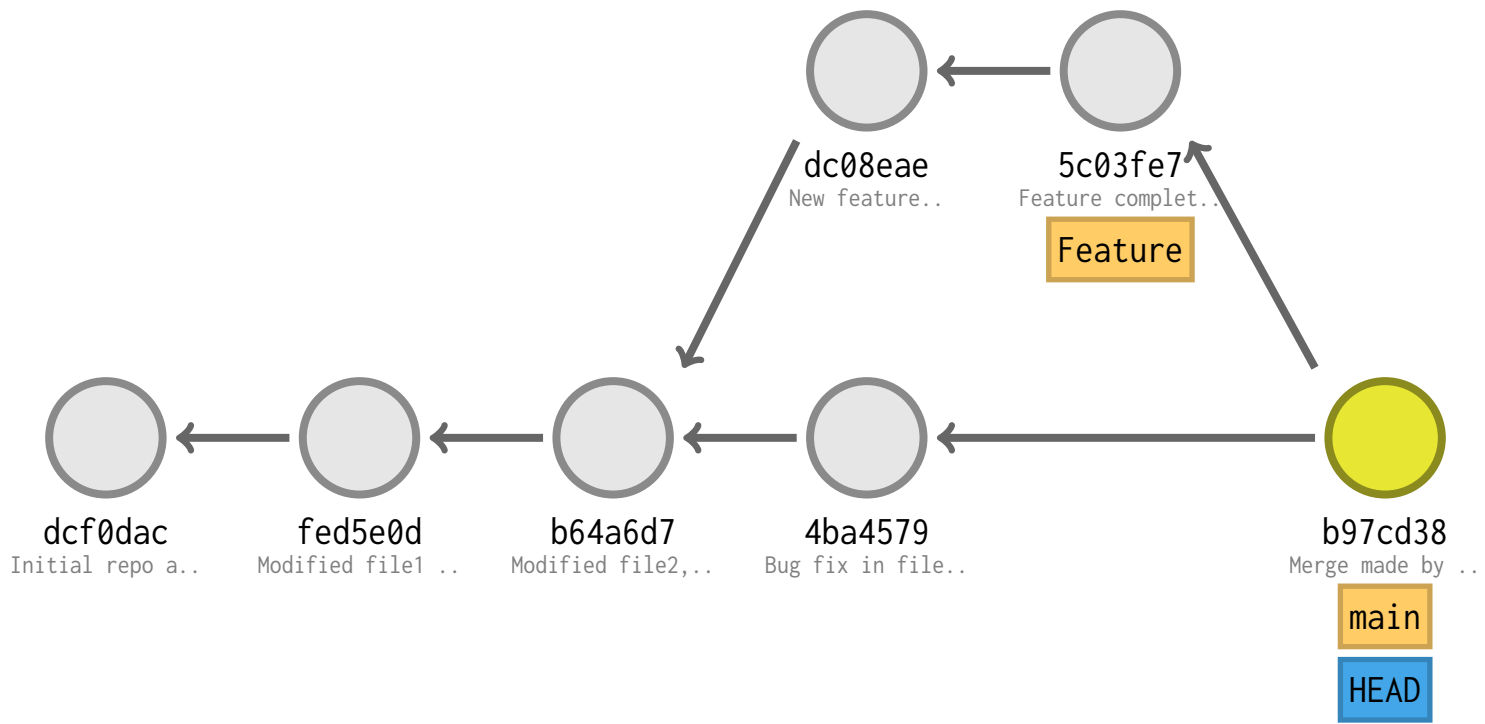 dc08eae
New feature..
5c03fe7
Feature complet..
Feature
dcf0dac
Initial repo a..
fed5e0d
Modified file1 ..
b64a6d7
Modified file2,..
4ba4579
Bug fix in file..
b97cd38
Merge made by ..
main
HEAD